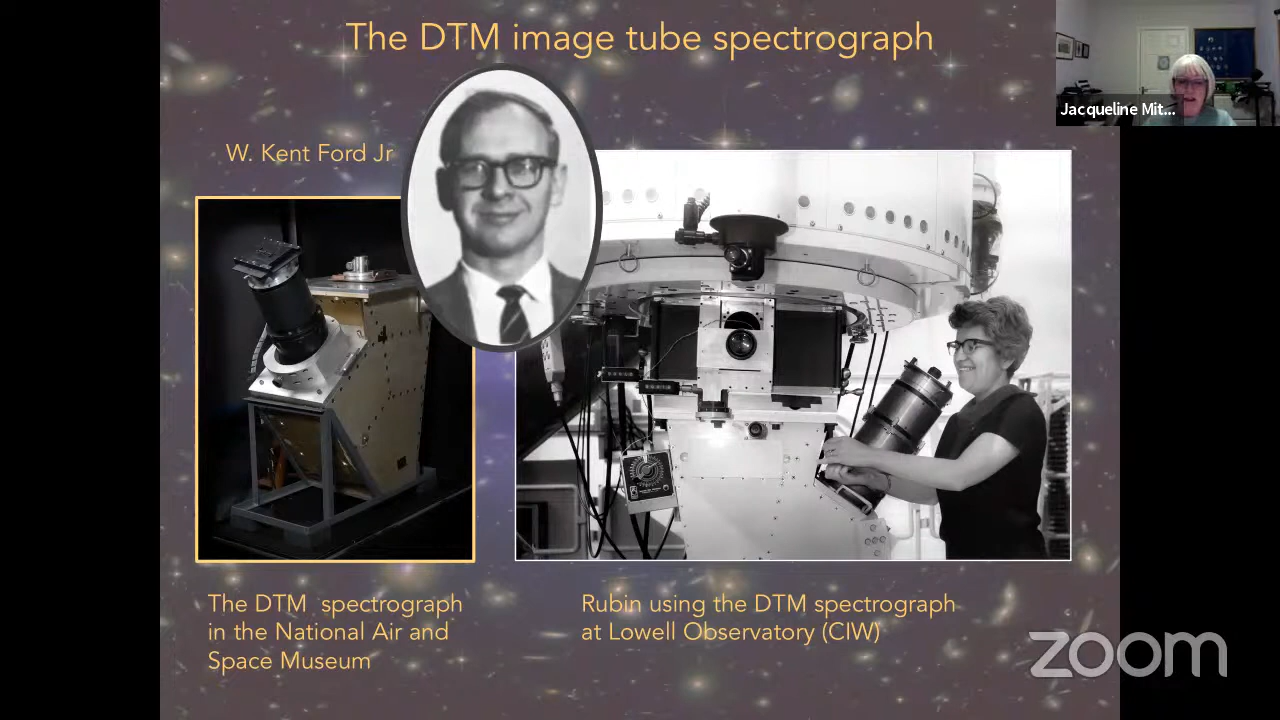 The DTM image tube spectrograph
Jacqueline Mit...
W. Kent Ford Jr
The DTM spectrograph
in the National Air and
Space Museum
Rubin using the DTM spectrograph
at Lowell Observatory (CIW)
zoom